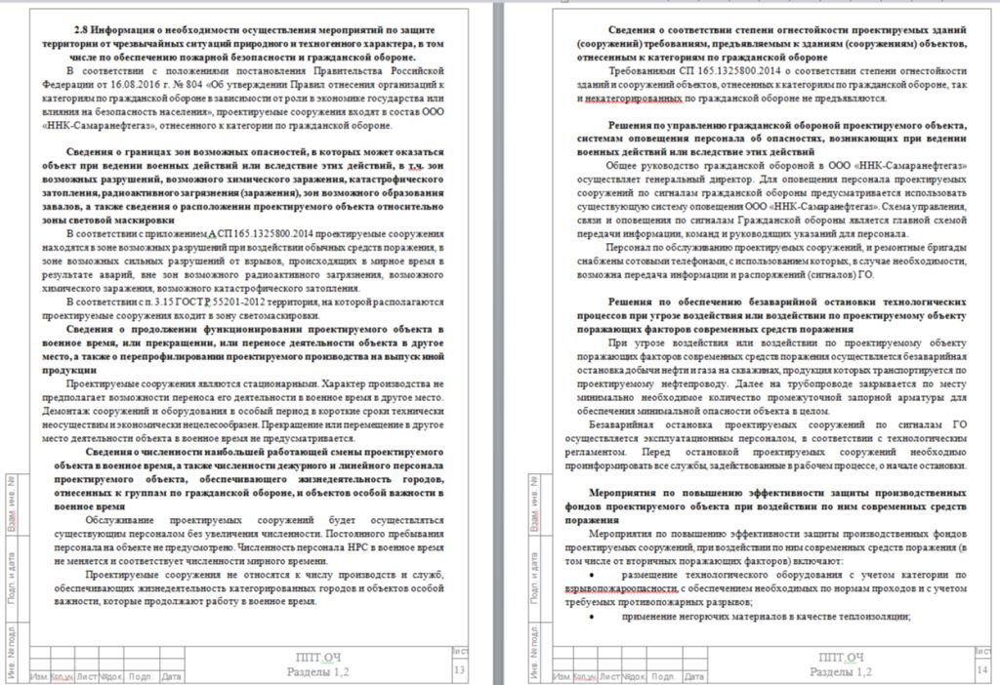 2.8 Информация о необходимости осуществления мероприятий по защите
территории от чрезвычайных ситуаций природного и техногенного характера, в том
числе по обеспечению пожарной безопасности и гражданской обороне.
В соответствии с положениями постановления Правительства Российской
Федерации от 16.08.2016 г. № 804 «Об утверждении Правил отнесения организаций к
категориям по гражданской обороне в зависимости от роли в экономике государства или
влияния на безопасность населения», проектируемые сооружения входят в состав ООО
«ННК-Самаранефтегаз», отнесенного к категории по гражданской обороне.
Сведения о границах зон возможных опасностей, в которых может оказаться
объект при ведении военных действий или вследствие этих действий, в т.ч. зон
возможных разрушений, возможного химического заражения, катастрофического
затопления, радиоактивного загрязнения (заражения), зон возможного образования
завалов, а также сведения о расположении проектируемого объекта относительно
зоны световой маскировки
В соответствии с приложением А СП 165.1325800.2014 проектируемые сооружения
находятся в зоне возможных разрушений при воздействии обычных средств поражения, в
зоне возможных сильных разрушений от взрывов, происходящих в мирное время в
результате аварий, вне зон возможного радиоактивного загрязнения, возможного
химического заражения, возможного катастрофического затопления.
В соответствии с п. 3.15 ГОСТ Р 55201-2012 территория, на которой располагаются
проектируемые сооружения входит в зону светомаскировки.
Сведения о продолжении функционировании проектируемого объекта в
военное время, или прекращении, или переносе деятельности объекта в другое
место, а также о перепрофилировании проектируемого производства на выпуск иной
продукции
Проектируемые сооружения являются стационарными. Характер производства не
предполагает возможности переноса его деятельности в военное время в другое место.
Демонтаж сооружений и оборудования в особый период в короткие сроки технически
неосуществим и экономически нецелесообразен. Прекращение или перемещение в другое
место деятельности объекта в военное время не предусматривается.
Сведения о численности наибольшей работающей смены проектируемого
объекта в военное время, а также численности дежурного и линейного персонала
проектируемого объекта, обеспечивающего жизнедеятельность городов,
отнесенных к группам по гражданской обороне, и объектов особой важности в
военное время
Обслуживание проектируемых сооружений будет осуществляться
существующим персоналом без увеличения численности. Постоянного пребывания
персонала на объекте не предусмотрено. Численность персонала НРС в военное время
не меняется и соответствует численности мирного времени.
Проектируемые сооружения не относятся к числу производств и служб,
обеспечивающих жизнедеятельность категорированных городов и объектов особой
важности, которые продолжают работу в военное время.
Взам. инв. №
Подп. и дата
Инв. № подл.
Изм. Кол.уч. Лист №док. Подп. Дата
ППТ.ОЧ
Разделы 1,2
Лист
13
Сведения о соответствии степени огнестойкости проектируемых зданий
(сооружений) требованиям, предъявляемым к зданиям (сооружениям) объектов,
отнесенным к категориям по гражданской обороне
Требованиями СП 165.1325800.2014 о соответствии степени огнестойкости
зданий и сооружений объектов, отнесенных к категориям по гражданской обороне, так
и некатегорированных по гражданской обороне не предъявляются.
Решения по управлению гражданской обороной проектируемого объекта,
системам оповещения персонала об опасностях, возникающих при ведении
военных действий или вследствие этих действий
Общее руководство гражданской обороной в ООО «ННК-Самаранефтегаз»
осуществляет генеральный директор. Для оповещения персонала проектируемых
сооружений по сигналам гражданской обороны предусматривается использовать
существующую систему оповещения ООО «ННК-Самаранефтегаз». Схема управления,
связи и оповещения по сигналам Гражданской обороны является главной схемой
передачи информации, команд и руководящих указаний для персонала.
Персонал по обслуживанию проектируемых сооружений, и ремонтные бригады
снабжены сотовыми телефонами, с использованием которых, в случае необходимости,
возможна передача информации и распоряжений (сигналов) ГО.
Решения по обеспечению безаварийной остановки технологических
процессов при угрозе воздействия или воздействии по проектируемому объекту
поражающих факторов современных средств поражения
При угрозе воздействия или воздействии по проектируемому объекту
поражающих факторов современных средств поражения осуществляется безаварийная
остановка добычи нефти и газа на скважинах, продукция которых транспортируется по
проектируемому нефтепроводу. Далее на трубопроводе закрывается по месту
минимально необходимое количество промежуточной запорной арматуры для
обеспечения минимальной опасности объекта в целом.
Безаварийная остановка проектируемых сооружений по сигналам ГО
осуществляется эксплуатационным персоналом, в соответствии с технологическим
регламентом. Перед остановкой проектируемых сооружений необходимо
проинформировать все службы, задействованные в рабочем процессе, о начале остановки.
Мероприятия по повышению эффективности защиты производственных
фондов проектируемого объекта при воздействии по ним современных средств
поражения
Мероприятия по повышению эффективности защиты производственных фондов
проектируемых сооружений, при воздействии по ним современных средств поражения (в
том числе от вторичных поражающих факторов) включают:
• размещение технологического оборудования с учетом категории по
взрывопожароопасности, с обеспечением необходимых по нормам проходов и с учетом
требуемых противопожарных разрывов;
• применение негорючих материалов в качестве теплоизоляции;
Взам. инв. №
Подп. и дата
Инв. № подл.
Изм. Кол.уч. Лист №док. Подп. Дата
ППТ.ОЧ
Разделы 1,2
Лист
14